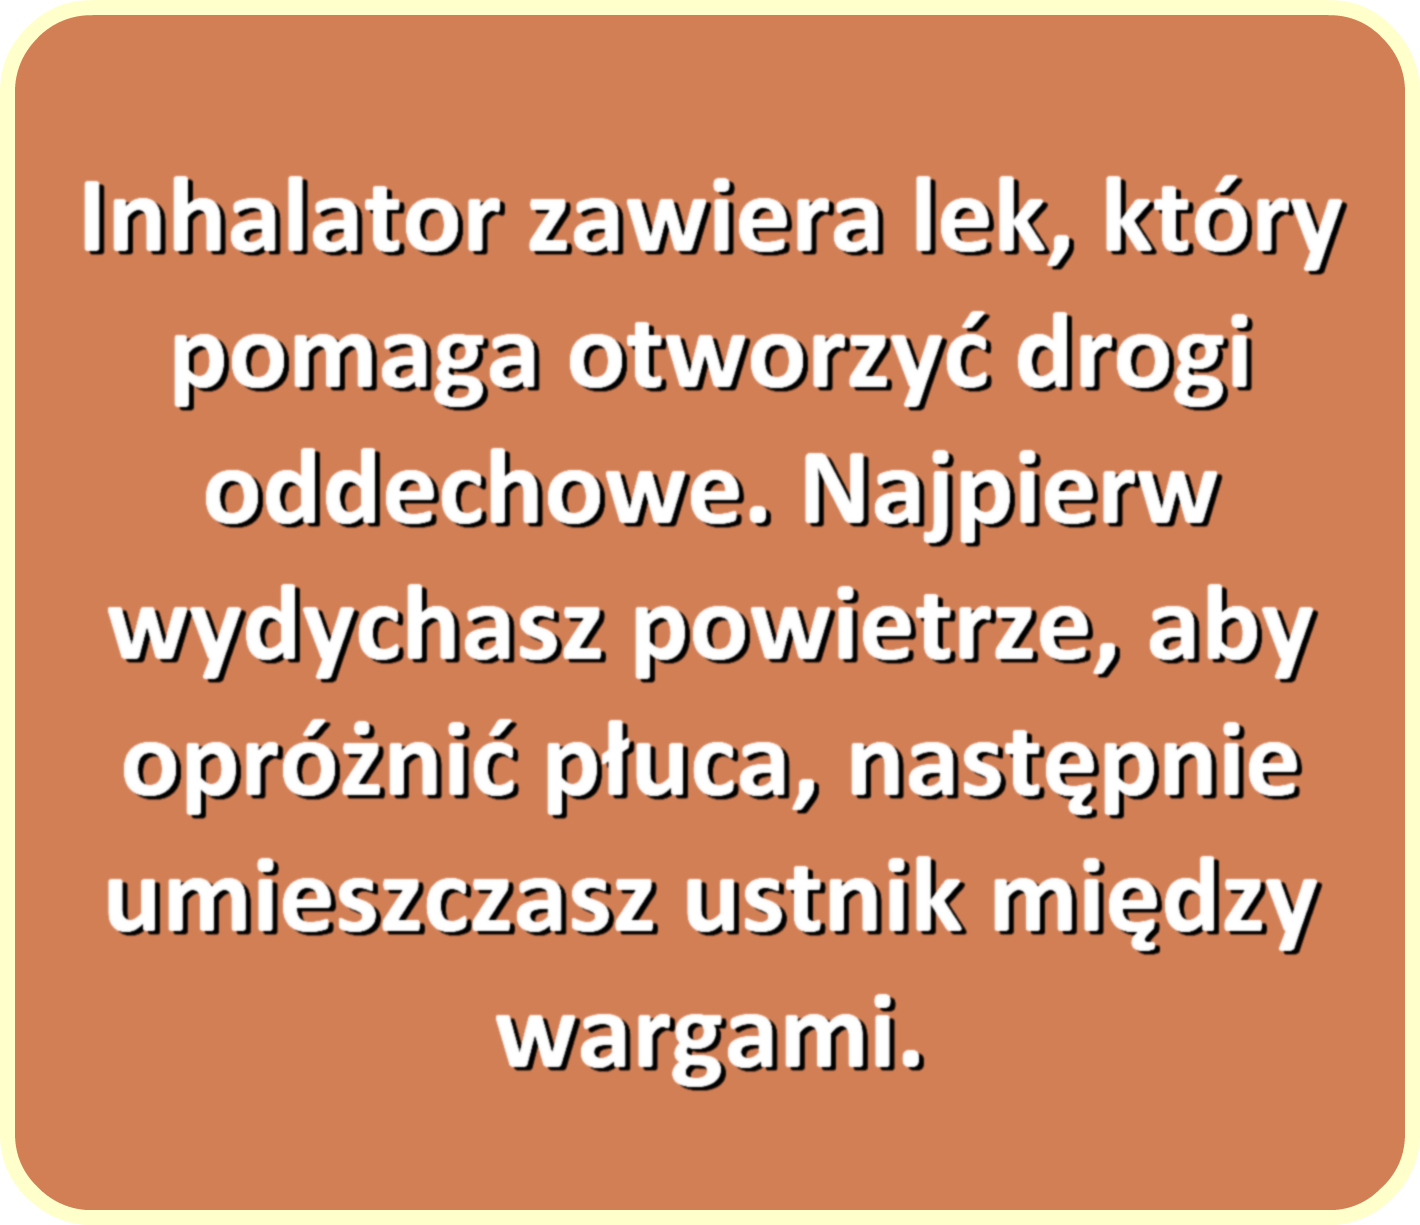 Inhalator zawiera lek, który
pomaga otworzyć drogi
oddechowe. Najpierw
wydychasz powietrze, aby
opróżnić płuca, następnie
umieszczasz ustnik między
wargami.